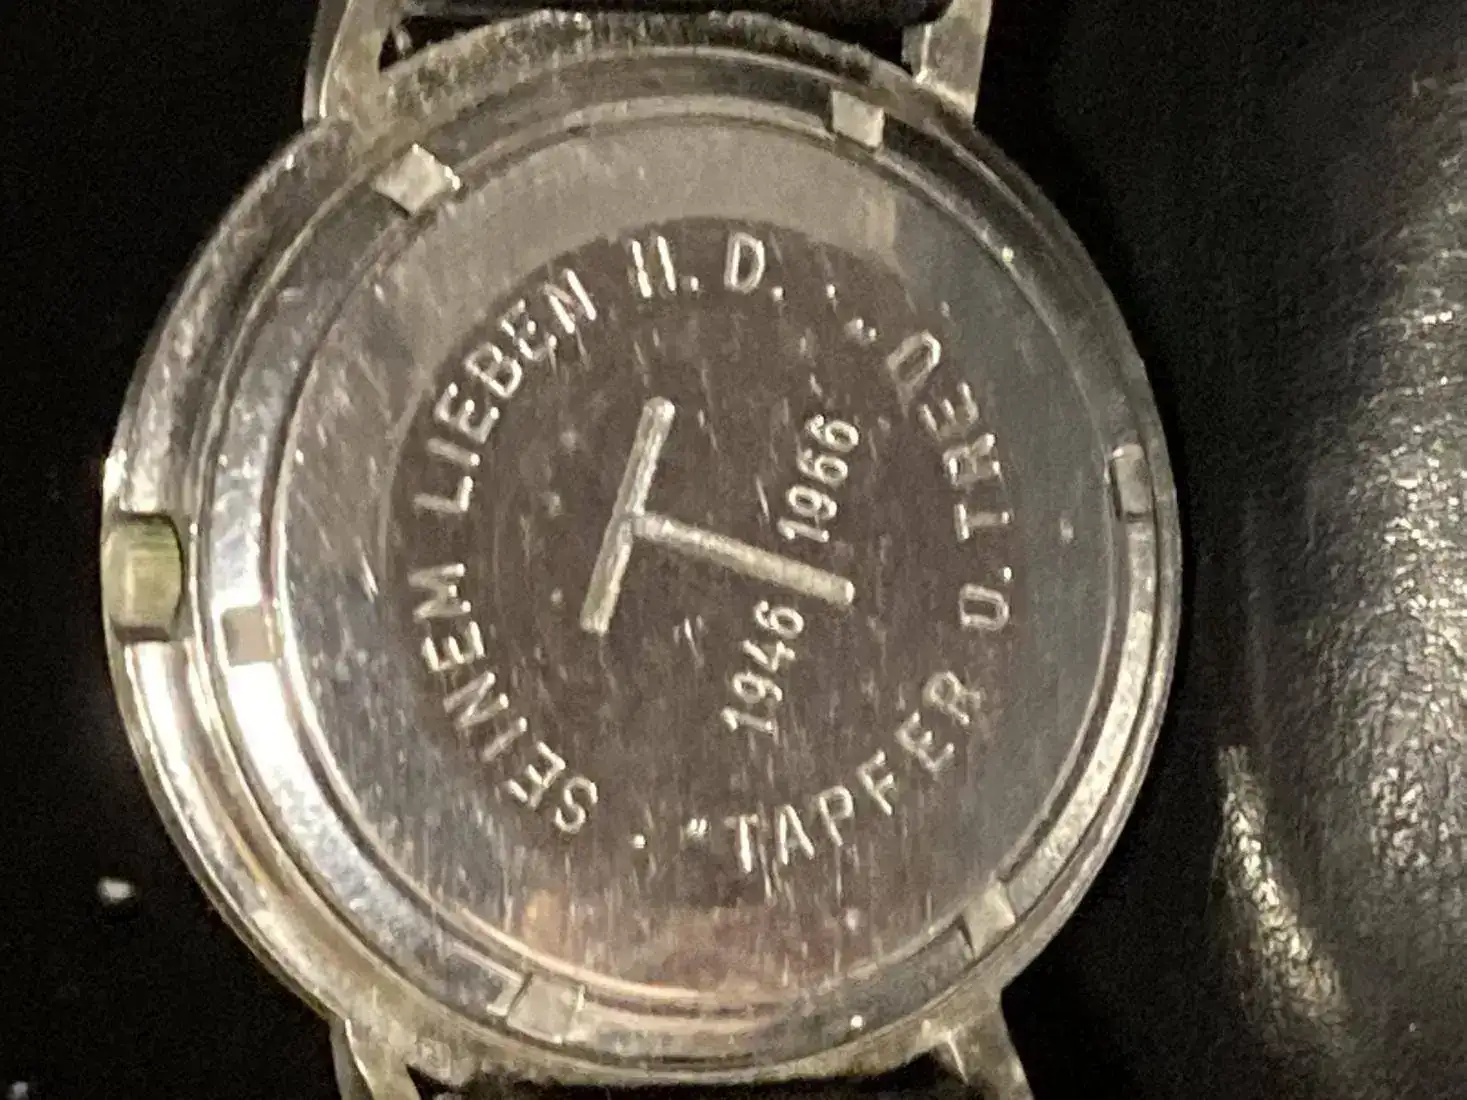 SEINEM LIEBEN H. D.
T
1946 1966
· "TAPFER U. TREU" ·